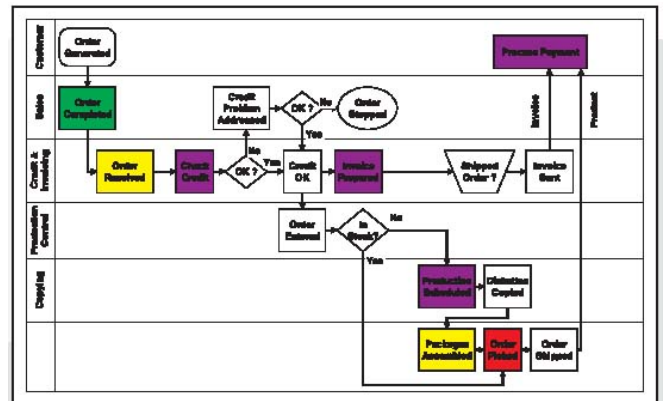 Customer
Order
Generated
Process Payment
Sales
Order
Completed
Credit
Problem
Addressed
OK ?
No
Order
Stopped
Yes
Invoice
Product
Credit &
Invoicing
Order
Received
Check
Credit
OK ?
No
Yes
Credit
OK
Invoice
Prepared
Shipped
Order ?
Invoice
Sent
Production
Control
Order
Entered
In
Stock?
No
Yes
Copying
Production
Scheduled
Diskettes
Copied
Packages
Assembled
Order
Picked
Order
Shipped